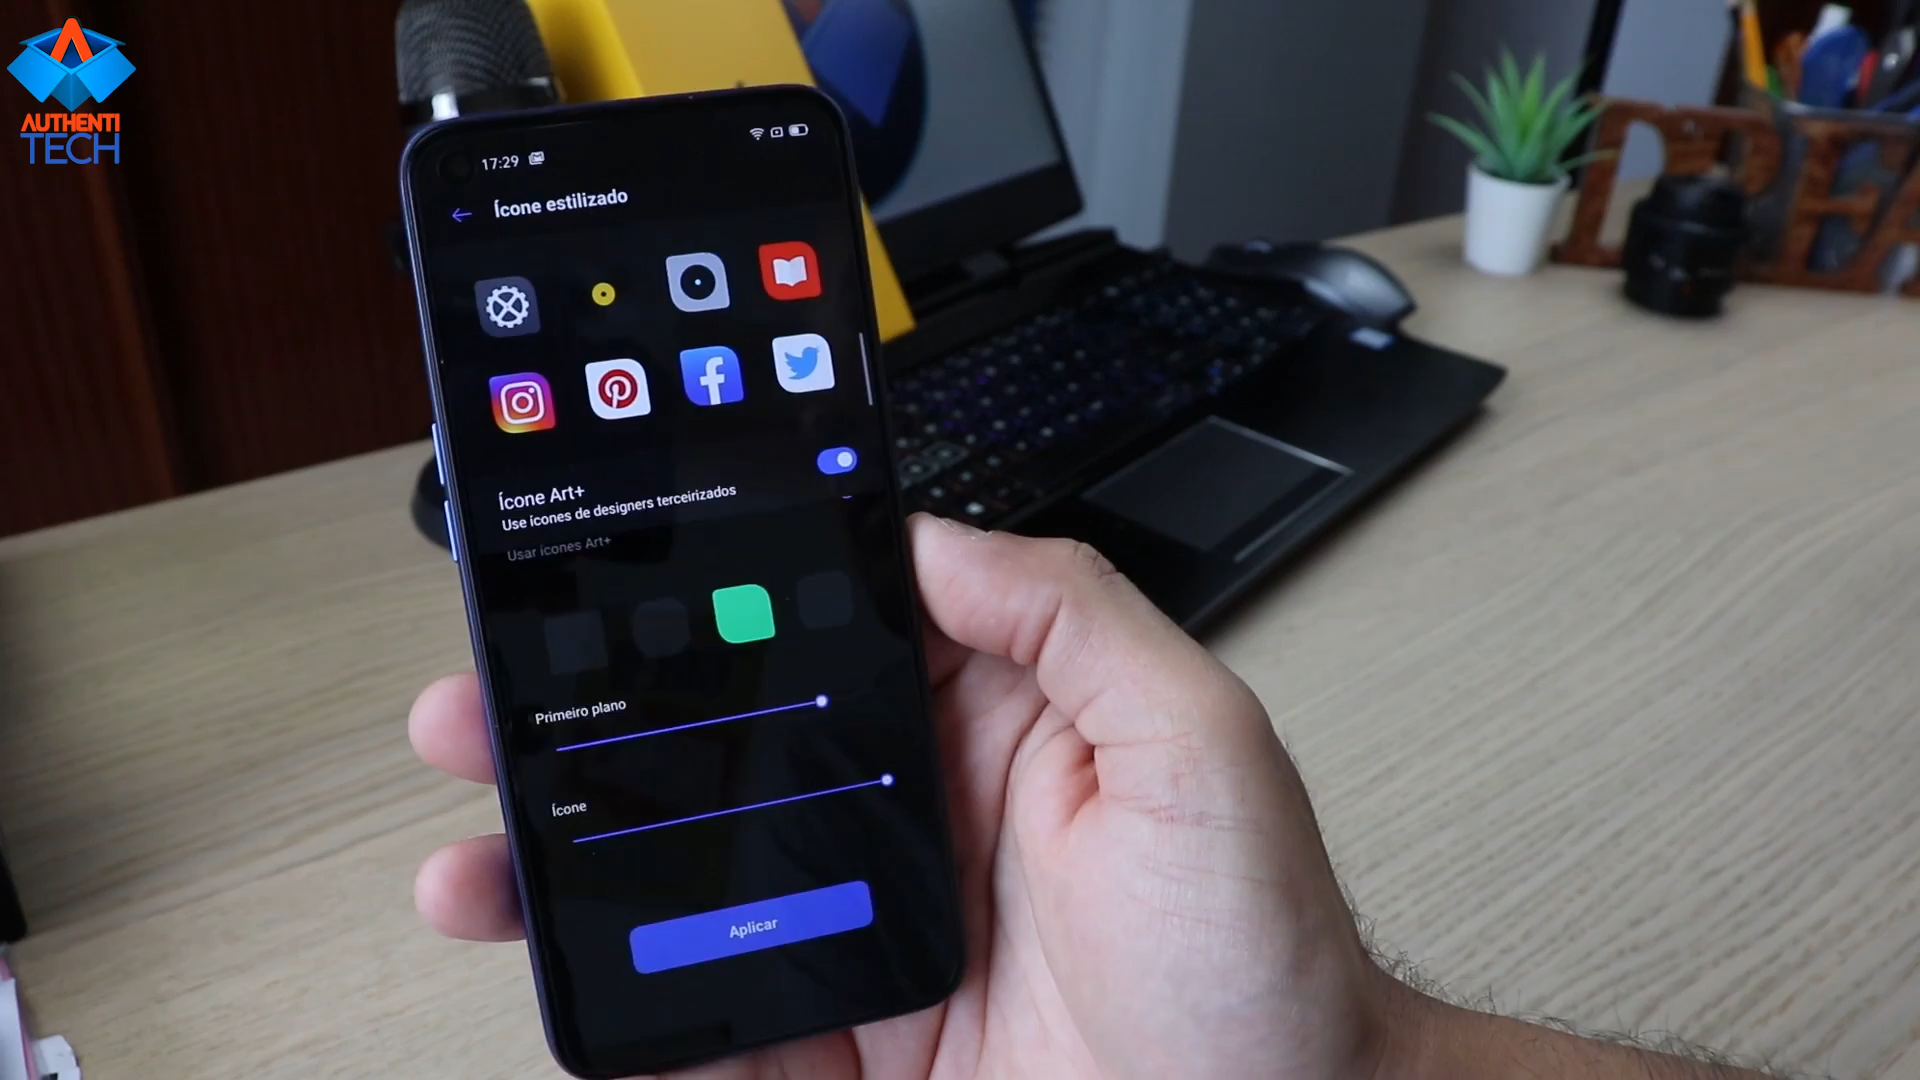 AUTHENTI
TECH
17:29
Ícone estilizado
Ícone Art+
Use ícones de designers terceirizados
Usar ícones Art+
Primeiro plano
Ícone
Aplicar